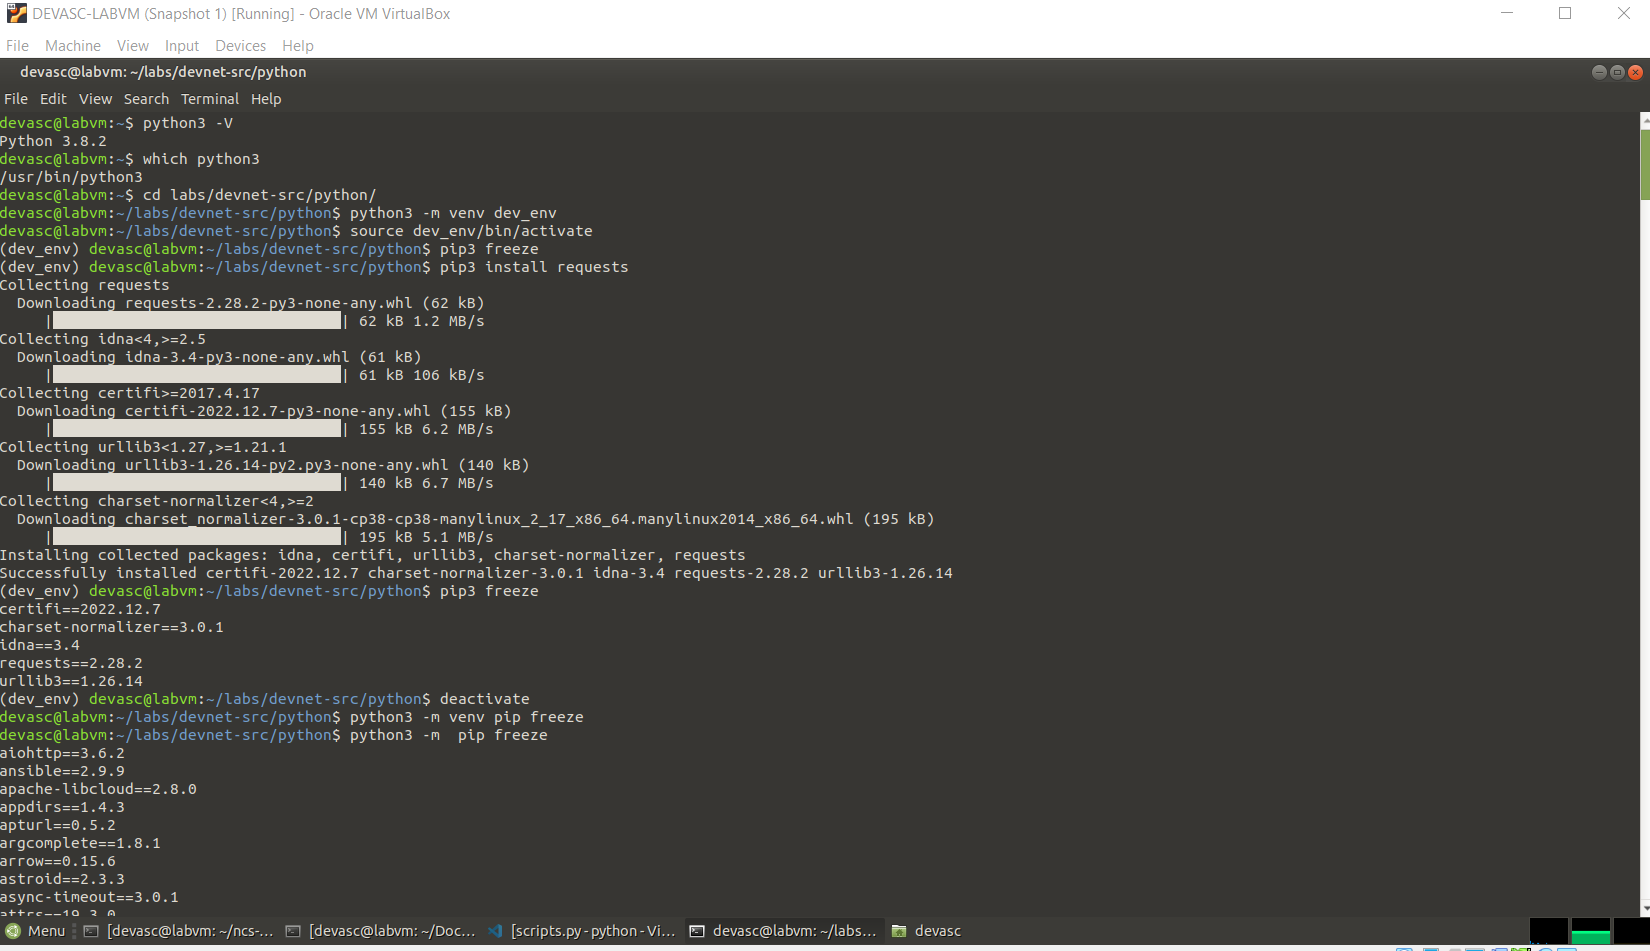 DEVASC-LABVM (Snapshot 1) [Running] - Oracle VM VirtualBox
File Machine View Input Devices Help
devasc@labvm: ~/labs/devnet-src/python
File Edit View Search Terminal Help
devasc@labvm:~$ python3 -V
Python 3.8.2
devasc@labvm:~$ which python3
/usr/bin/python3
devasc@labvm:~$ cd labs/devnet-src/python/
devasc@labvm:~/labs/devnet-src/python$ python3 -m venv dev_env
devasc@labvm:~/labs/devnet-src/python$ source dev_env/bin/activate
(dev_env) devasc@labvm:~/labs/devnet-src/python$ pip3 freeze
(dev_env) devasc@labvm:~/labs/devnet-src/python$ pip3 install requests
Collecting requests
  Downloading requests-2.28.2-py3-none-any.whl (62 kB)
     | | 62 kB 1.2 MB/s
Collecting idna<4,>=2.5
  Downloading idna-3.4-py3-none-any.whl (61 kB)
     | | 61 kB 106 kB/s
Collecting certifi>=2017.4.17
  Downloading certifi-2022.12.7-py3-none-any.whl (155 kB)
     | | 155 kB 6.2 MB/s
Collecting urllib3<1.27,>=1.21.1
  Downloading urllib3-1.26.14-py2.py3-none-any.whl (140 kB)
     | | 140 kB 6.7 MB/s
Collecting charset-normalizer<4,>=2
  Downloading charset_normalizer-3.0.1-cp38-cp38-manylinux_2_17_x86_64.manylinux2014_x86_64.whl (195 kB)
     | | 195 kB 5.1 MB/s
Installing collected packages: idna, certifi, urllib3, charset-normalizer, requests
Successfully installed certifi-2022.12.7 charset-normalizer-3.0.1 idna-3.4 requests-2.28.2 urllib3-1.26.14
(dev_env) devasc@labvm:~/labs/devnet-src/python$ pip3 freeze
certifi==2022.12.7
charset-normalizer==3.0.1
idna==3.4
requests==2.28.2
urllib3==1.26.14
(dev_env) devasc@labvm:~/labs/devnet-src/python$ deactivate
devasc@labvm:~/labs/devnet-src/python$ python3 -m venv pip freeze
devasc@labvm:~/labs/devnet-src/python$ python3 -m  pip freeze
aiohttp==3.6.2
ansible==2.9.9
apache-libcloud==2.8.0
appdirs==1.4.3
apturl==0.5.2
argcomplete==1.8.1
arrow==0.15.6
astroid==2.3.3
async-timeout==3.0.1
attrs==19.3.0
Menu [devasc@labvm: ~/ncs-... [devasc@labvm: ~/Doc... [scripts.py - python - Vi... devasc@labvm: ~/labs... devasc